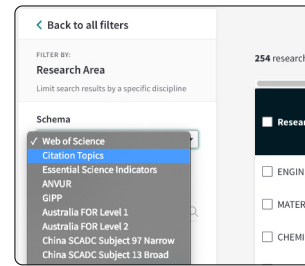 Back to all filters
FILTER BY:
Research Area
Limit search results by a specific discipline
Schema
✓ Web of Science
Citation Topics
Essential Science Indicators
ANVUR
GIPP
Australia FOR Level 1
Australia FOR Level 2
China SCADC Subject 97 Narrow
China SCADC Subject 13 Broad
254 research
Resear
ENGIN
MATER
CHEMI